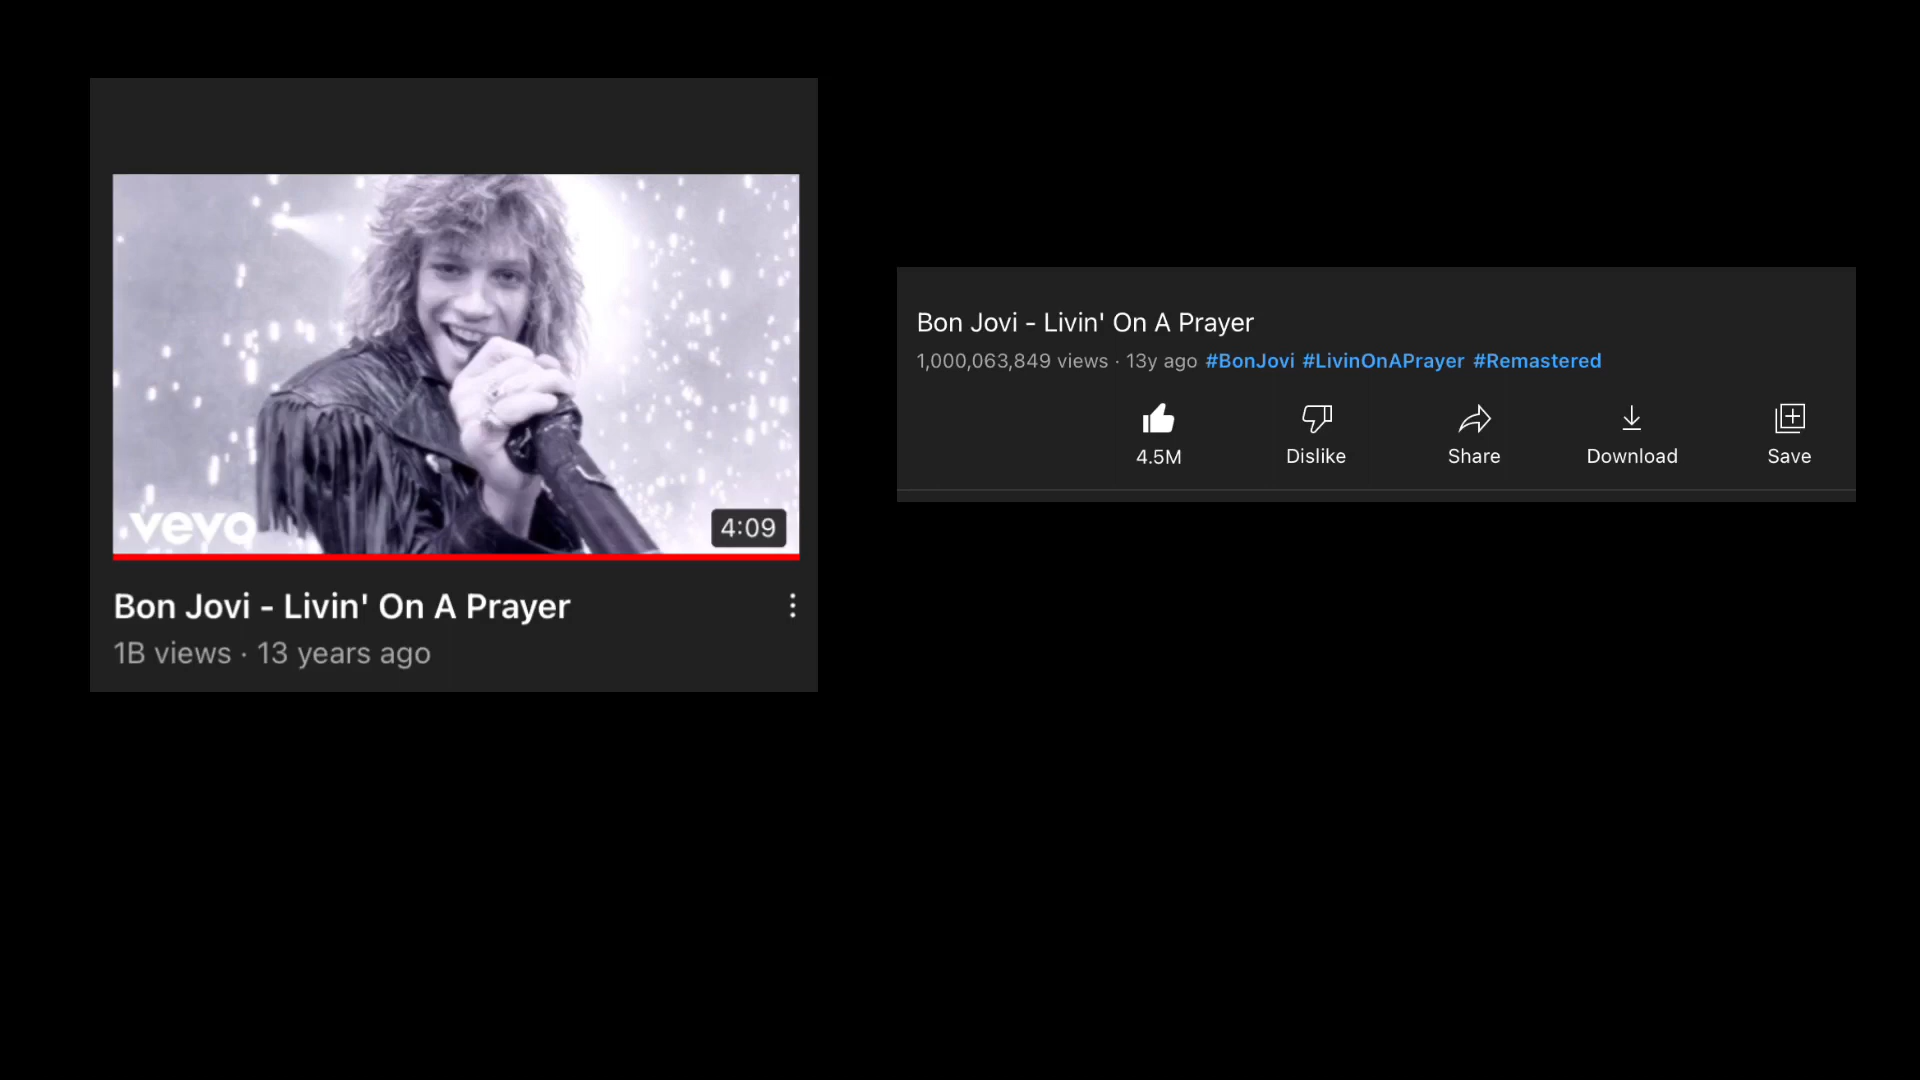 vevo
4:09
Bon Jovi - Livin' On A Prayer
1B views · 13 years ago
Bon Jovi - Livin' On A Prayer
1,000,063,849 views · 13y ago #BonJovi #LivinOnAPrayer #Remastered
4.5M Dislike Share Download Save